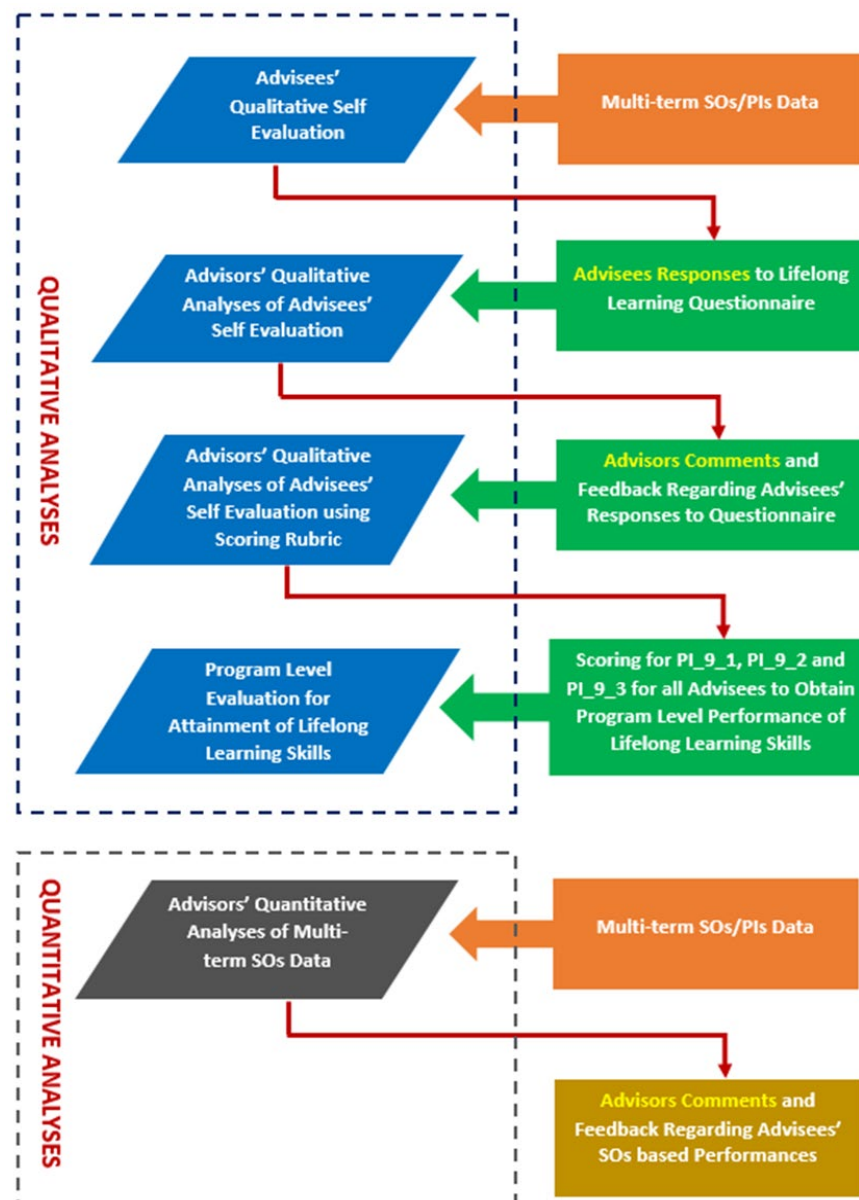 Advisees’
Qualitative Self
Evaluation
Multi-term SOs/PIs Data
QUALITATIVE ANALYSES
Advisors’ Qualitative
Analyses of Advisees’
Self Evaluation
Advisees Responses to Lifelong
Learning Questionnaire
Advisors’ Qualitative
Analyses of Advisees’
Self Evaluation using
Scoring Rubric
Advisors Comments and
Feedback Regarding Advisees’
Responses to Questionnaire
Program Level
Evaluation for
Attainment of Lifelong
Learning Skills
Scoring for PI_9_1, PI_9_2 and
PI_9_3 for all Advisees to Obtain
Program Level Performance of
Lifelong Learning Skills
QUANTITATIVE ANALYSES
Advisors’ Quantitative
Analyses of Multi-
term SOs Data
Multi-term SOs/PIs Data
Advisors Comments and
Feedback Regarding Advisees’
SOs based Performances